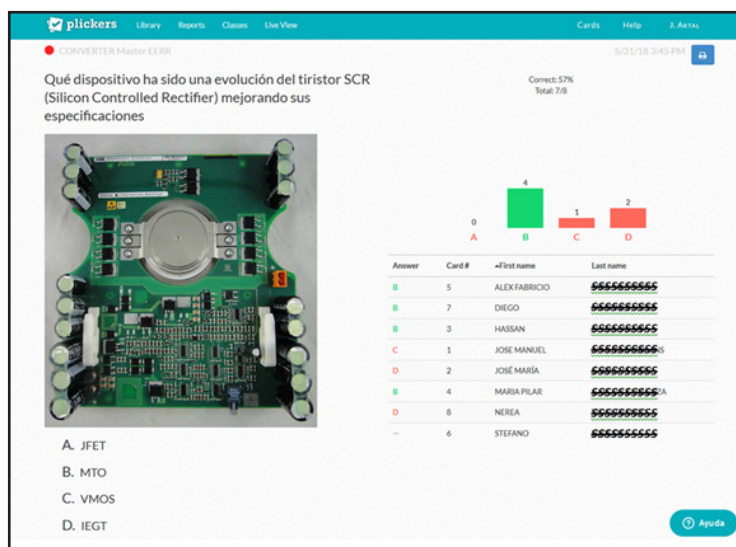 plickers Library Reports Classes Live View Cards Help J. ARTAL
CONVERTER Master EERR 5/31/18 3:45 PM
Qué dispositivo ha sido una evolución del tiristor SCR
(Silicon Controlled Rectifier) mejorando sus
especificaciones
Correct: 57%
Total: 7/8
0 4 1 2
A B C D
Answer Card # First name Last name
B 5 ALEX FABRICIO
B 7 DIEGO
B 3 HASSAN
C 1 JOSE MANUEL
D 2 JOSÉ MARÍA
B 4 MARIA PILAR ZA
D 8 NEREA
-- 6 STEFANO
A. JFET
B. MTO
C. VMOS
D. IEGT
Ayuda